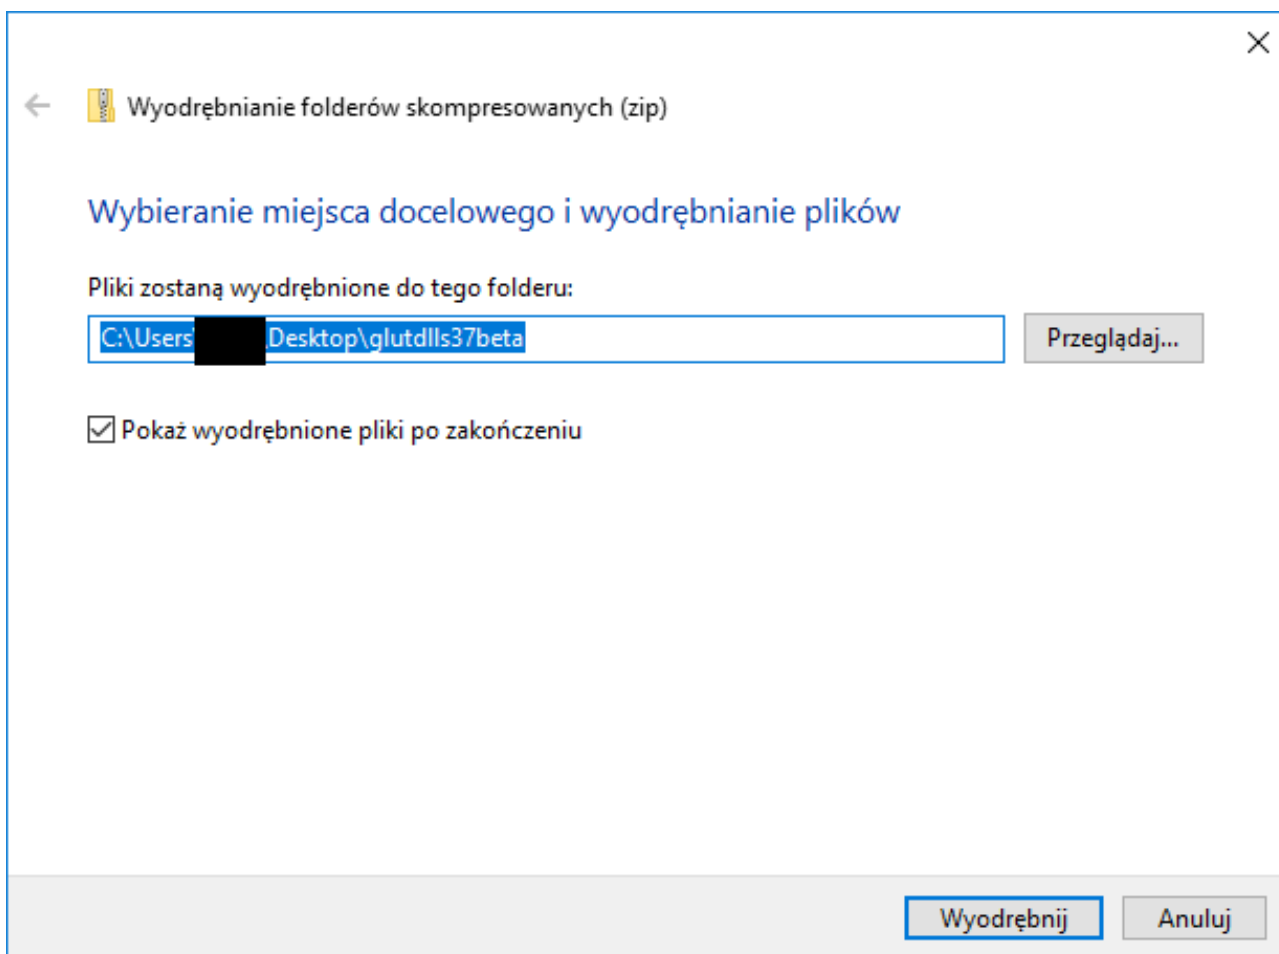 Wyodrębnianie folderów skompresowanych (zip)
Wybieranie miejsca docelowego i wyodrębnianie plików
Pliki zostaną wyodrębnione do tego folderu:
C:\Users\ Desktop\glutdlls37beta
Przeglądaj...
Pokaż wyodrębnione pliki po zakończeniu
Wyodrębnij Anuluj